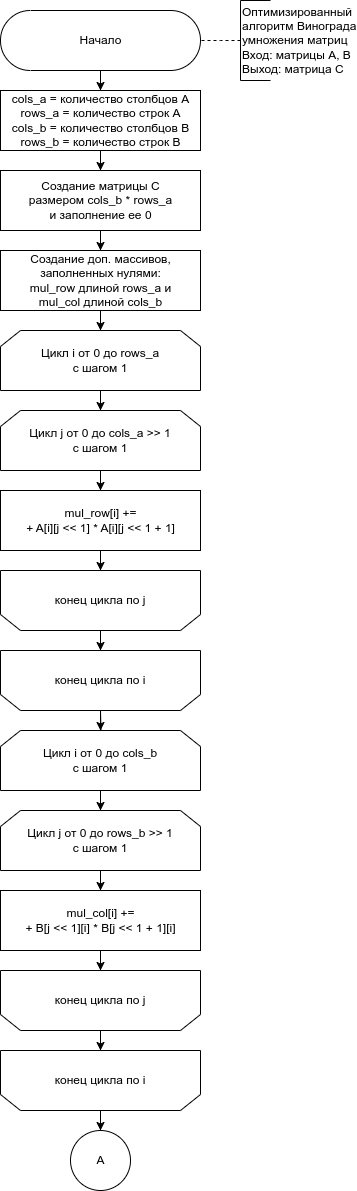 Начало
Оптимизированный
алгоритм Винограда
умножения матриц
Вход: матрицы A, B
Выход: матрица C
cols_a = количество столбцов A
rows_a = количество строк A
cols_b = количество столбцов B
rows_b = количество строк B
Создание матрицы C
размером cols_b * rows_a
и заполнение ее 0
Создание доп. массивов,
заполненных нулями:
mul_row длиной rows_a и
mul_col длиной cols_b
Цикл i от 0 до rows_a
с шагом 1
Цикл j от 0 до cols_a >> 1
с шагом 1
mul_row[i] +=
+ A[i][j << 1] * A[i][j << 1 + 1]
конец цикла по j
конец цикла по i
Цикл i от 0 до cols_b
с шагом 1
Цикл j от 0 до rows_b >> 1
с шагом 1
mul_col[i] +=
+ B[j << 1][i] * B[j << 1 + 1][i]
конец цикла по j
конец цикла по i
A